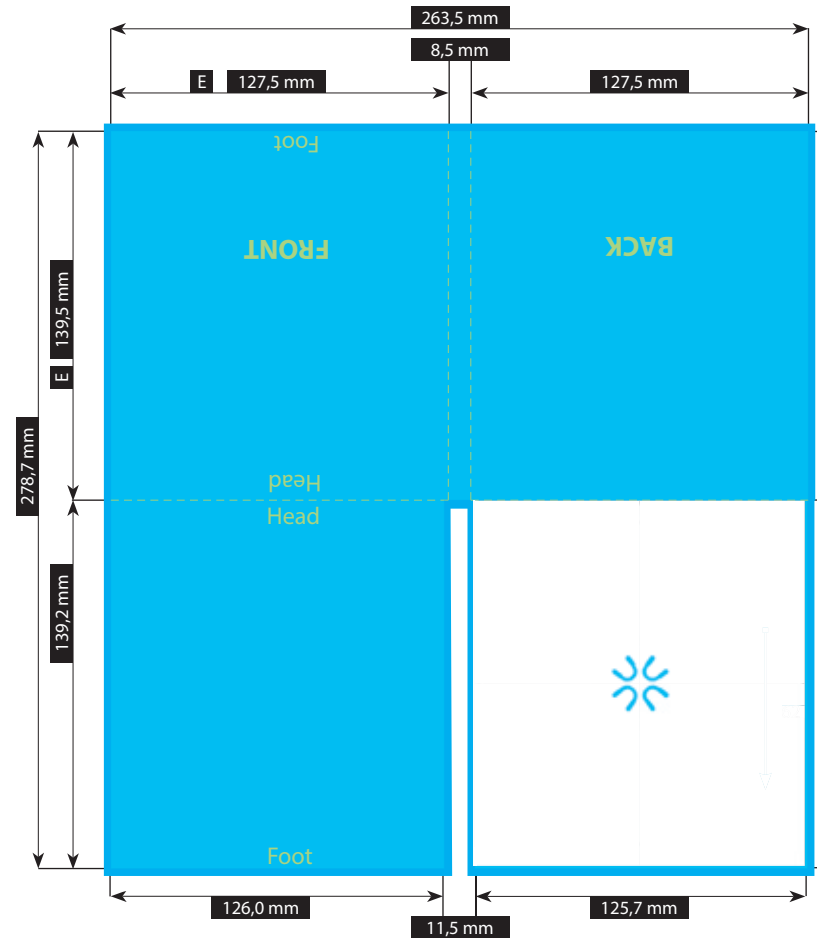 263,5 mm
8,5 mm
E 127,5 mm
127,5 mm
Foot
FRONT
BACK
139,5 mm
E
278,7 mm
Head
Head
139,2 mm
Foot
126,0 mm
125,7 mm
11,5 mm